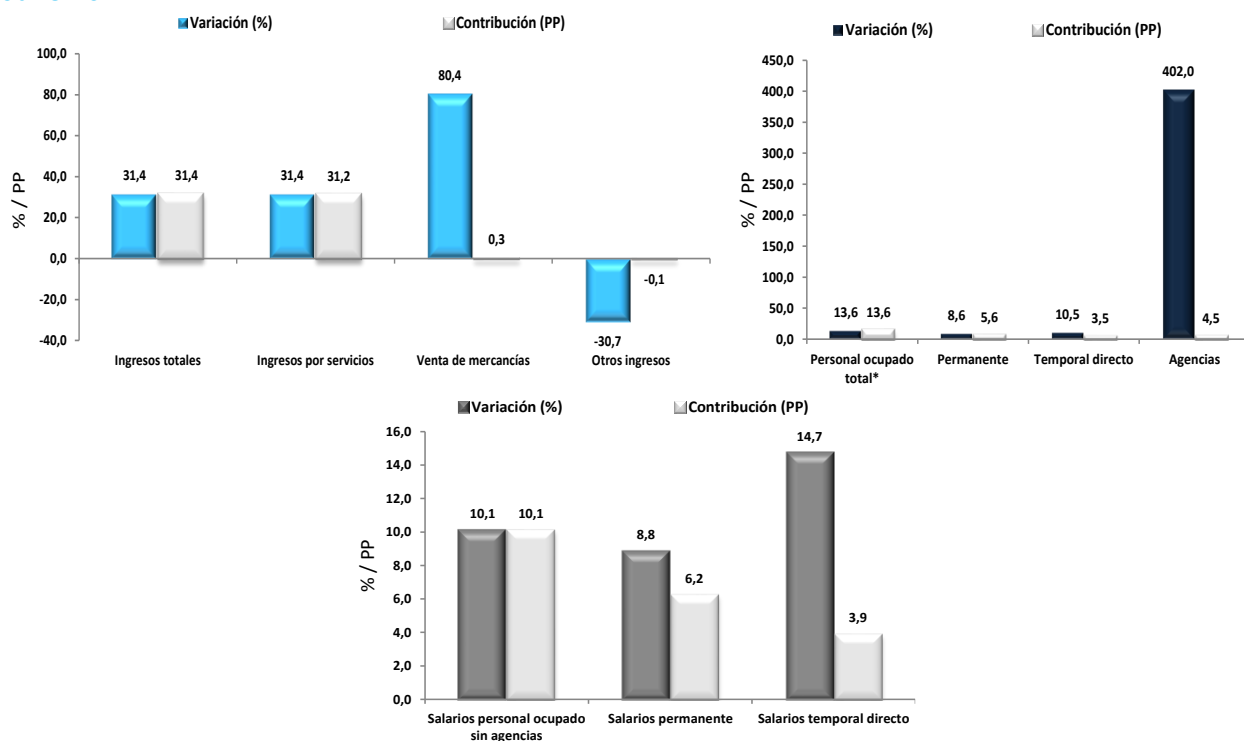 Variación (%)
Contribución (PP)
% / PP
100,0
80,0
60,0
40,0
20,0
0,0
-20,0
-40,0
31,4
31,4
31,4
31,2
80,4
0,3
-30,7
-0,1
Ingresos totales
Ingresos por servicios
Venta de mercancías
Otros ingresos
Variación (%)
Contribución (PP)
% / PP
450,0
400,0
350,0
300,0
250,0
200,0
150,0
100,0
50,0
0,0
13,6
13,6
8,6
5,6
10,5
3,5
402,0
4,5
Personal ocupado
total*
Permanente
Temporal directo
Agencias
Variación (%)
Contribución (PP)
% / PP
16,0
14,0
12,0
10,0
8,0
6,0
4,0
2,0
0,0
10,1
10,1
8,8
6,2
14,7
3,9
Salarios personal ocupado
sin agencias
Salarios permanente
Salarios temporal directo